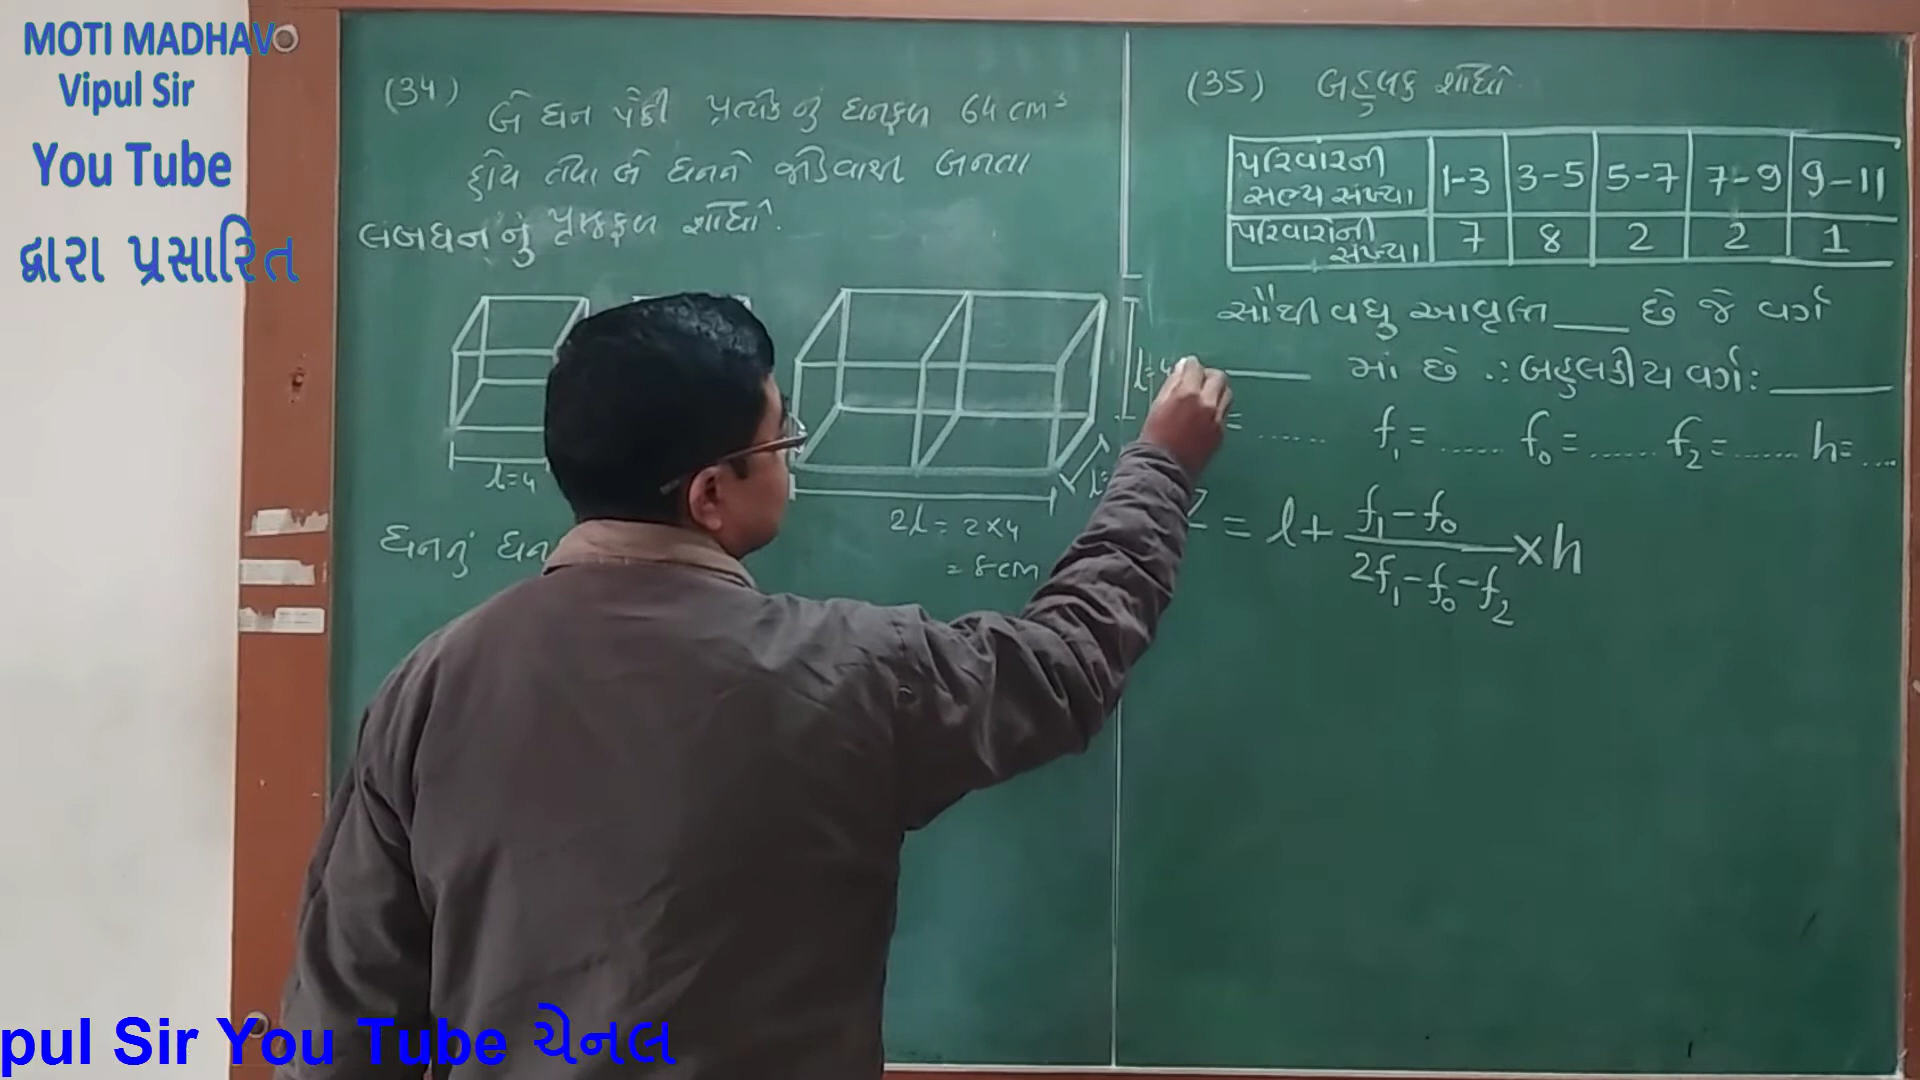 MOTI MADHAV
Vipul Sir
You Tube
દ્વારા પ્રસારિત
(34) બે ઘન પૈકી પ્રત્યેક નું ઘનફળ 64 cm³
હોય તેવા બે ઘનને જોડવાથી બનતા
લંબઘન નું પૃષ્ઠફળ શોધો.
l=4
2l = 2×4
= 8cm
l=4
l=
ઘનનું ઘન
(35) બહુલક શોધો
પરિવારની સભ્ય સંખ્યા 1-3 3-5 5-7 7-9 9-11
પરિવારોની સંખ્યા 7 8 2 2 1
સૌથી વધુ આવૃત્તિ ___ છે જે વર્ગ
___ માં છે ∴ બહુલકીય વર્ગ: ___
= ...... f₁ = ...... f₀ = ...... f₂ = ...... h = ....
Z = l + (f₁ - f₀)/(2f₁ - f₀ - f₂) × h
pul Sir You Tube ચેનલ